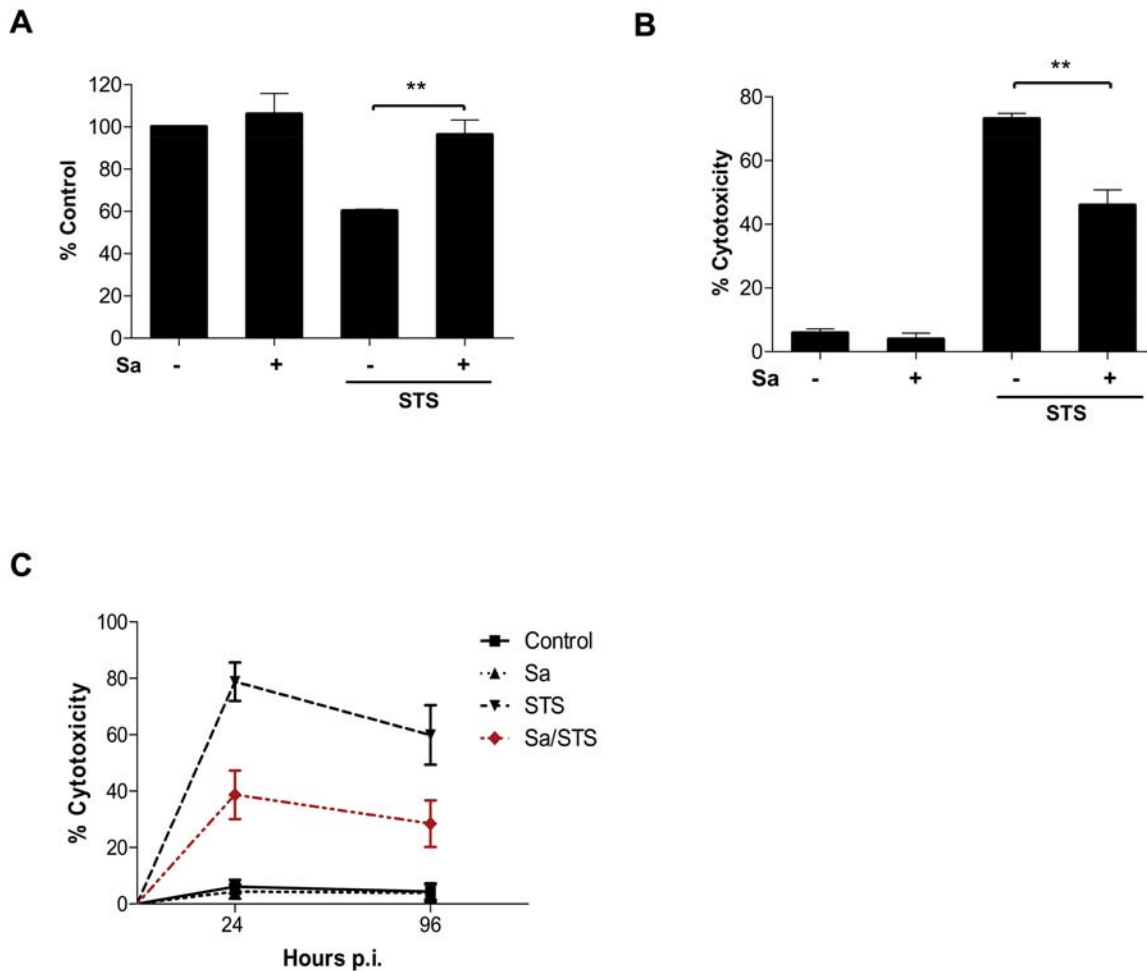 A
120
100
80
60
40
20
0
% Control
**
Sa - + - +
STS
B
80
60
40
20
0
% Cytotoxicity
**
Sa - + - +
STS
C
100
80
60
40
20
0
% Cytotoxicity
24 96
Hours p.i.
Control
Sa
STS
Sa/STS